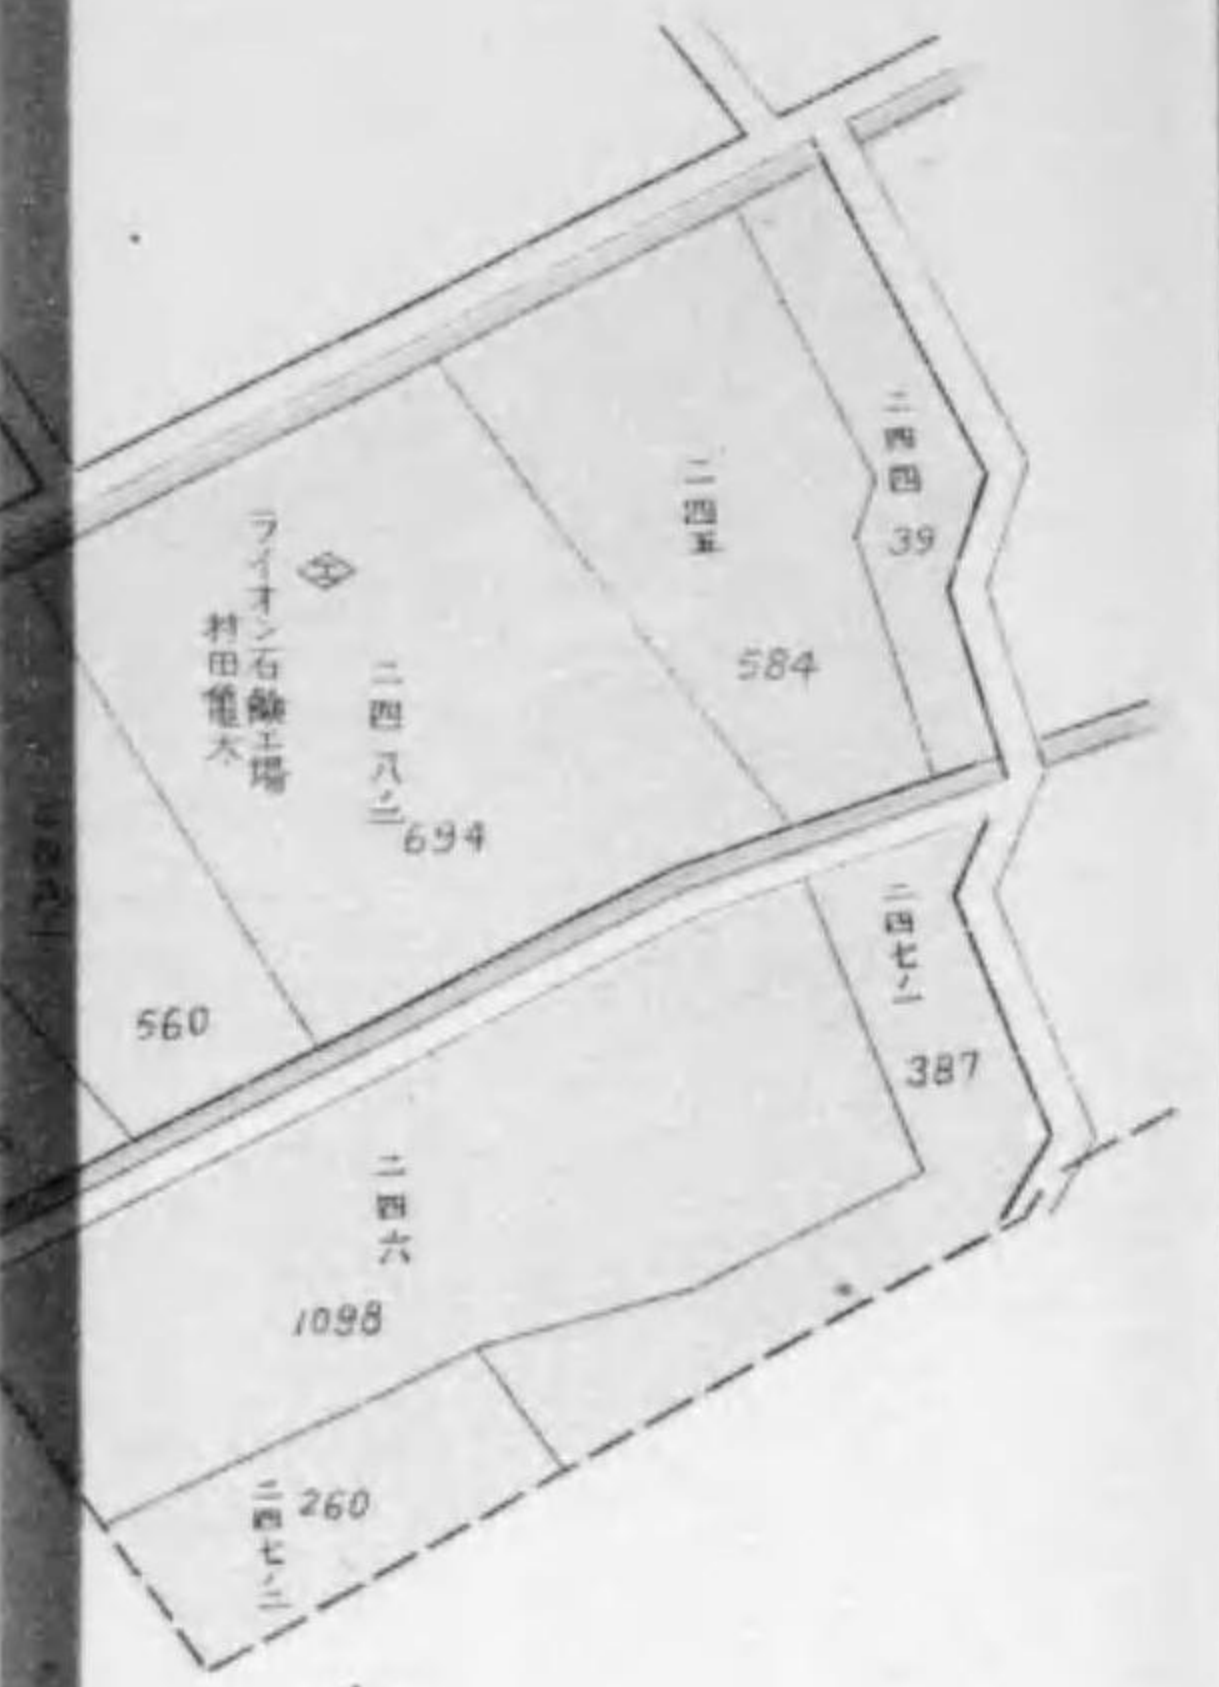 二四四
39
二四五
584
工
二四八ノ二
694
ライオン石鹸工場
村田亀太
560
二四七ノ一
387
二四六
1098
二四七ノ二
260